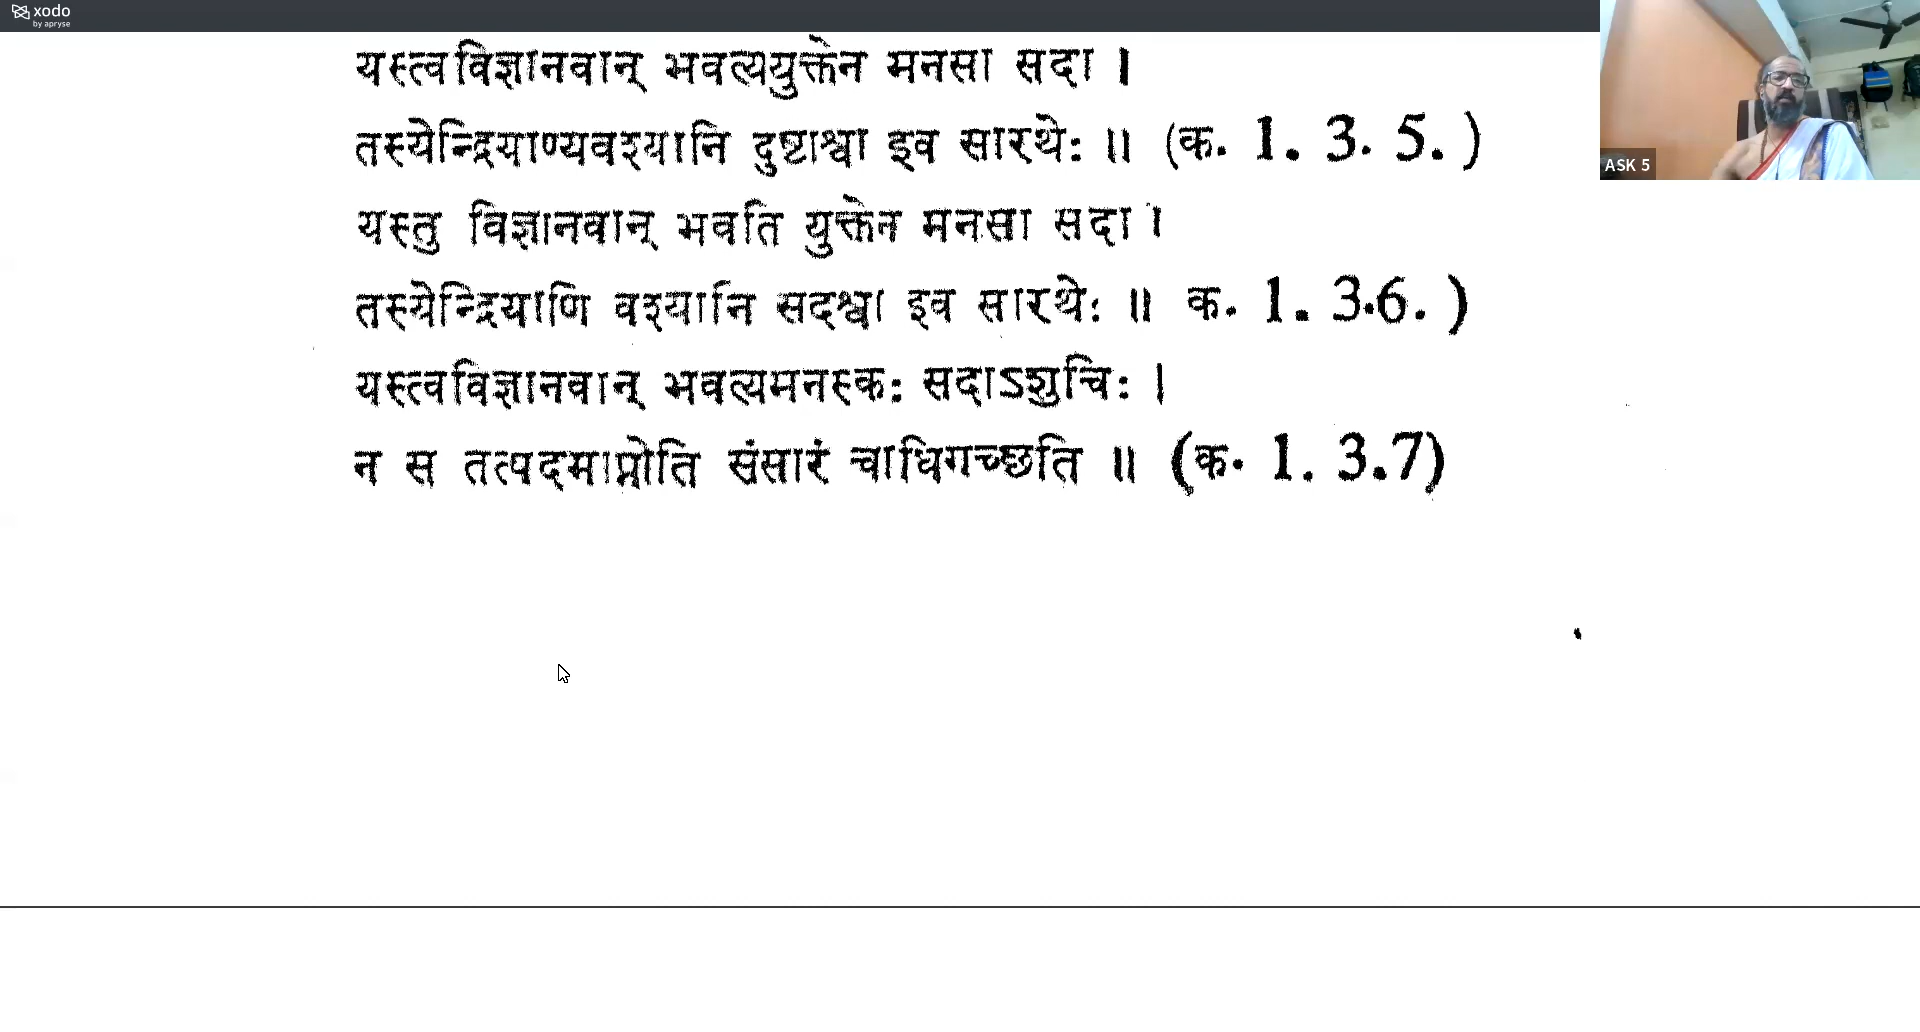 xodo
by apryse
यस्त्वविज्ञानवान् भवत्ययुक्तेन मनसा सदा ।
तस्येन्द्रियाण्यवश्यानि दुष्टाश्वा इव सारथेः ॥ (क. 1. 3. 5. )
यस्तु विज्ञानवान् भवति युक्तेन मनसा सदा ।
तस्येन्द्रियाणि वश्यानि सदश्वा इव सारथेः ॥ क. 1. 3.6. )
यस्त्वविज्ञानवान् भवत्यमनस्कः सदाऽशुचिः ।
न स तत्पदमाप्नोति संसारं चाधिगच्छति ॥ (क. 1. 3.7)
ASK 5